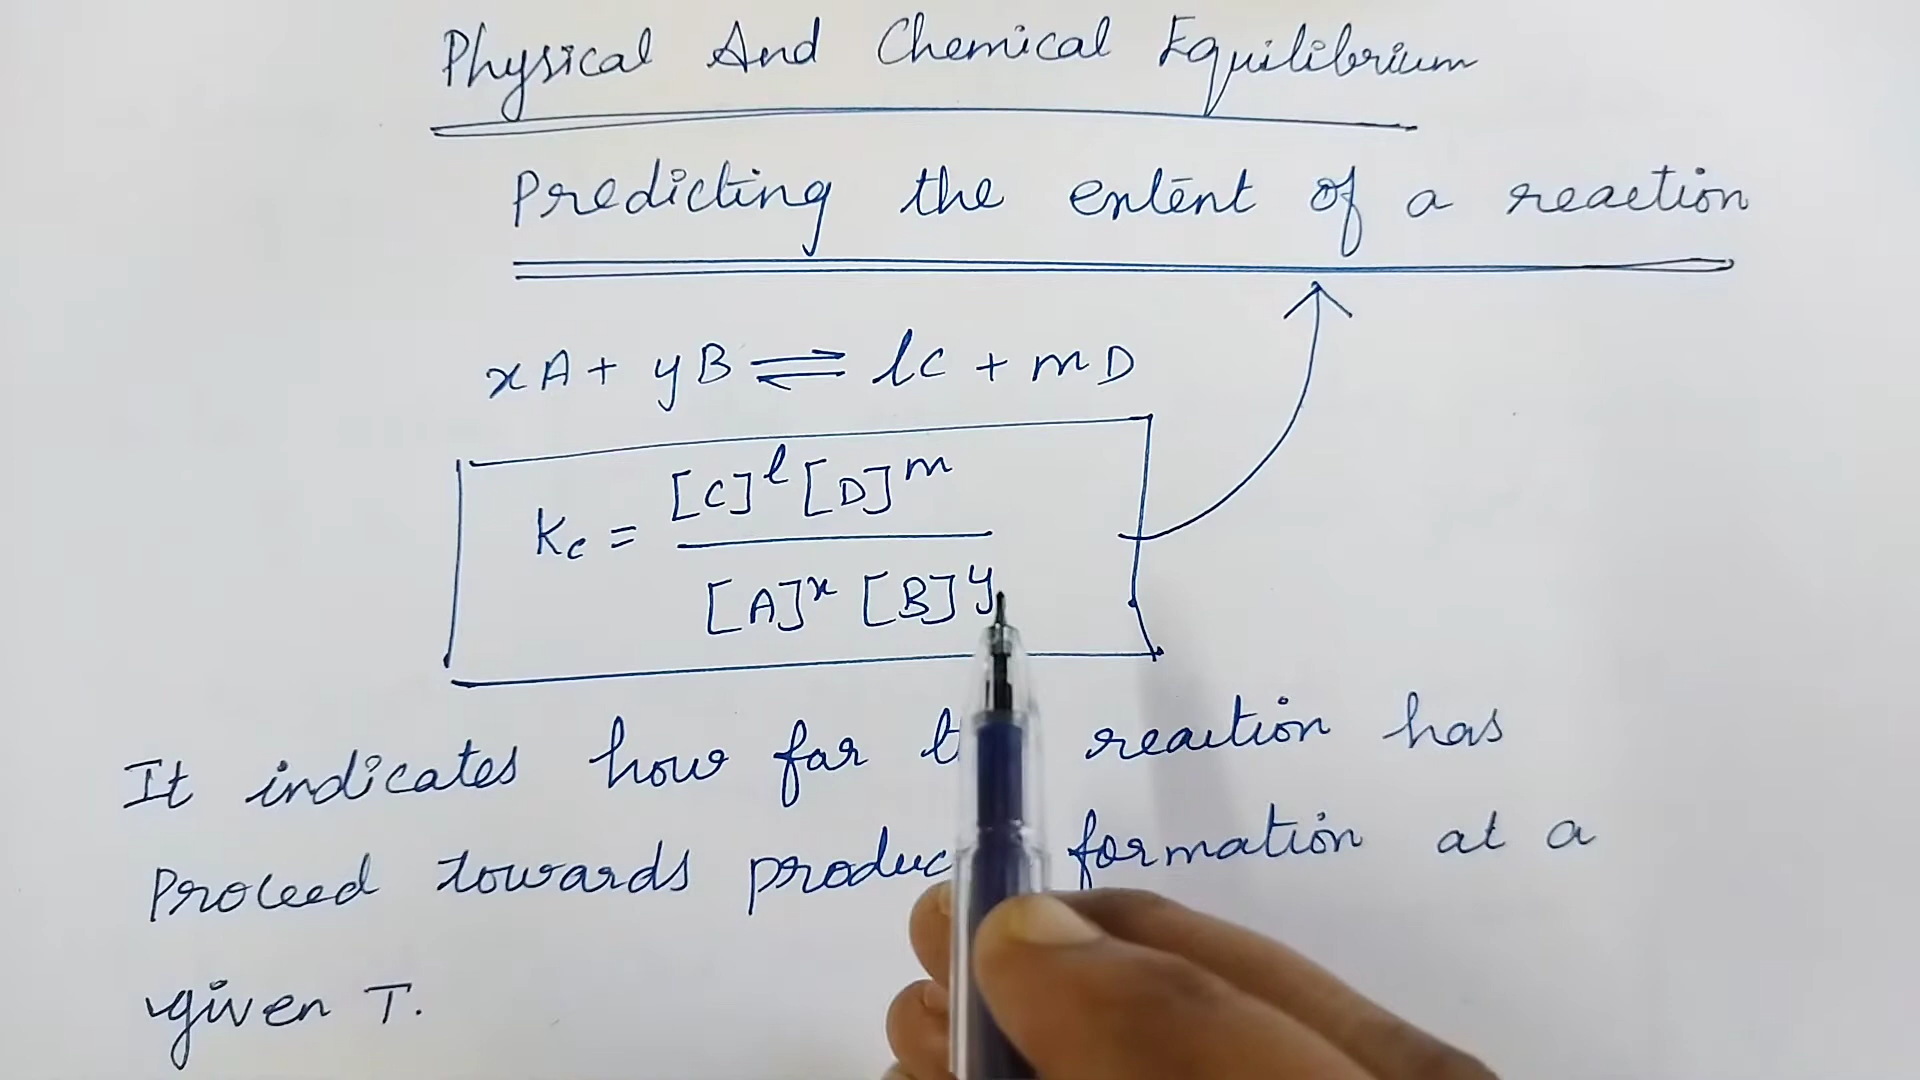 Physical And Chemical Equilibrium
Predicting the extent of a reaction
xA + yB ⇌ lC + mD
Kc = [C]^l [D]^m / [A]^x [B]^y
It indicates how far reaction has
Proceed towards produc formation at a
given T.